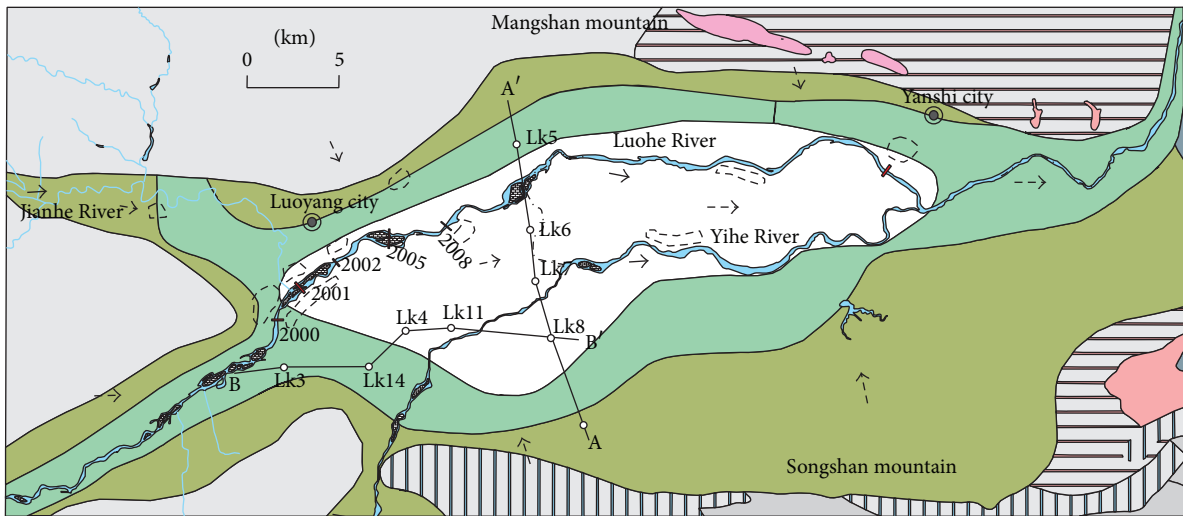 Mangshan mountain
(km)
0 5
A′
Yanshi city
Lk5
Luohe River
Jianhe River
Luoyang city
Lk6
Yihe River
2008
2005
2002
Lk7
2001
2000
Lk4
Lk11
Lk8
B′
B
Lk3
Lk14
A
Songshan mountain